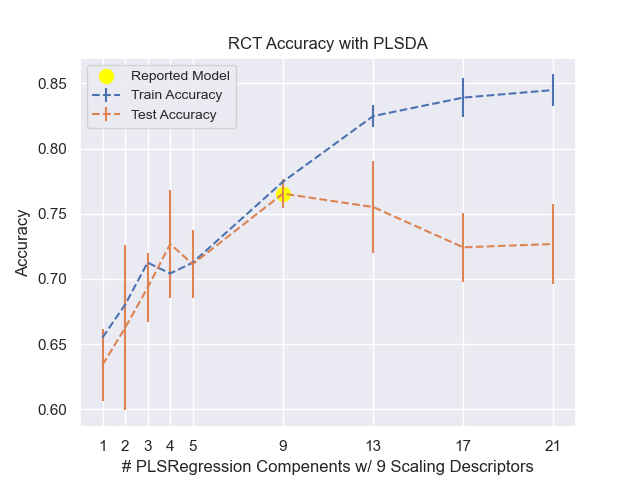 RCT Accuracy with PLSDA
Reported Model
Train Accuracy
Test Accuracy
Accuracy
0.85
0.80
0.75
0.70
0.65
0.60
1 2 3 4 5 9 13 17 21
# PLSRegression Compenents w/ 9 Scaling Descriptors